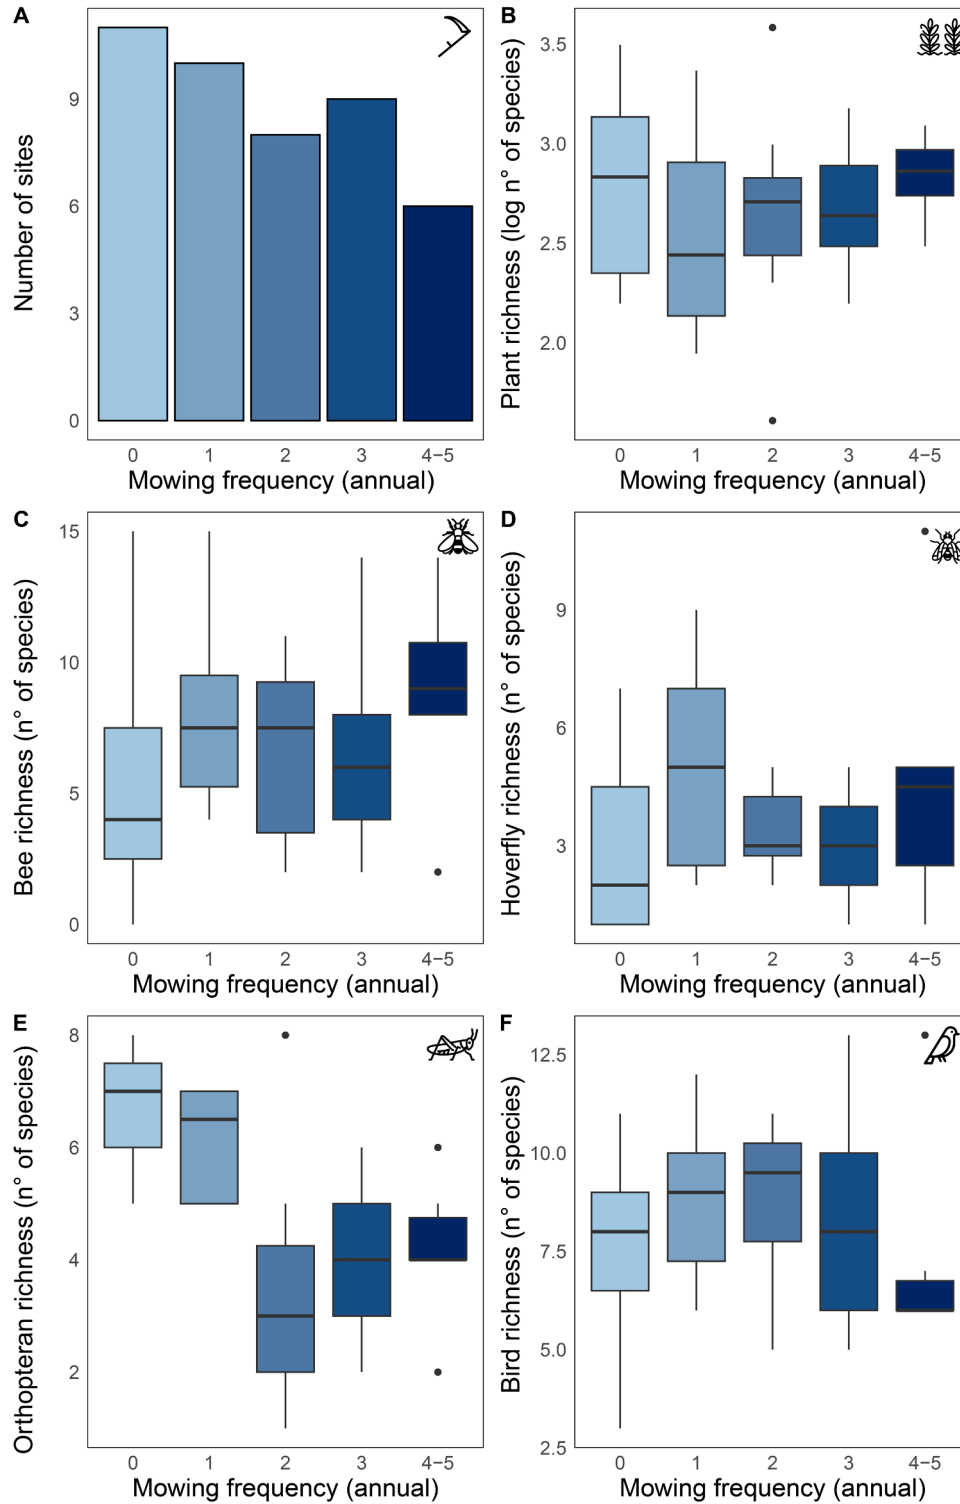 A
Number of sites
9
6
3
0
0 1 2 3 4−5
Mowing frequency (annual)
B
Plant richness (log n° of species)
3.5
3.0
2.5
2.0
0 1 2 3 4−5
Mowing frequency (annual)
C
Bee richness (n° of species)
15
10
5
0
0 1 2 3 4−5
Mowing frequency (annual)
D
Hoverfly richness (n° of species)
9
6
3
0 1 2 3 4−5
Mowing frequency (annual)
E
Orthopteran richness (n° of species)
8
6
4
2
0 1 2 3 4−5
Mowing frequency (annual)
F
Bird richness (n° of species)
12.5
10.0
7.5
5.0
2.5
0 1 2 3 4−5
Mowing frequency (annual)